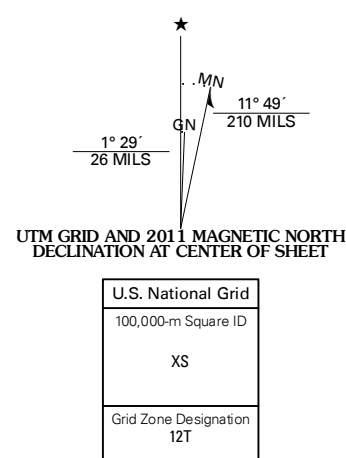 ★
MN
GN
11° 49´
210 MILS
1° 29´
26 MILS
UTM GRID AND 2011 MAGNETIC NORTH
DECLINATION AT CENTER OF SHEET
U.S. National Grid
100,000-m Square ID
XS
Grid Zone Designation
12T